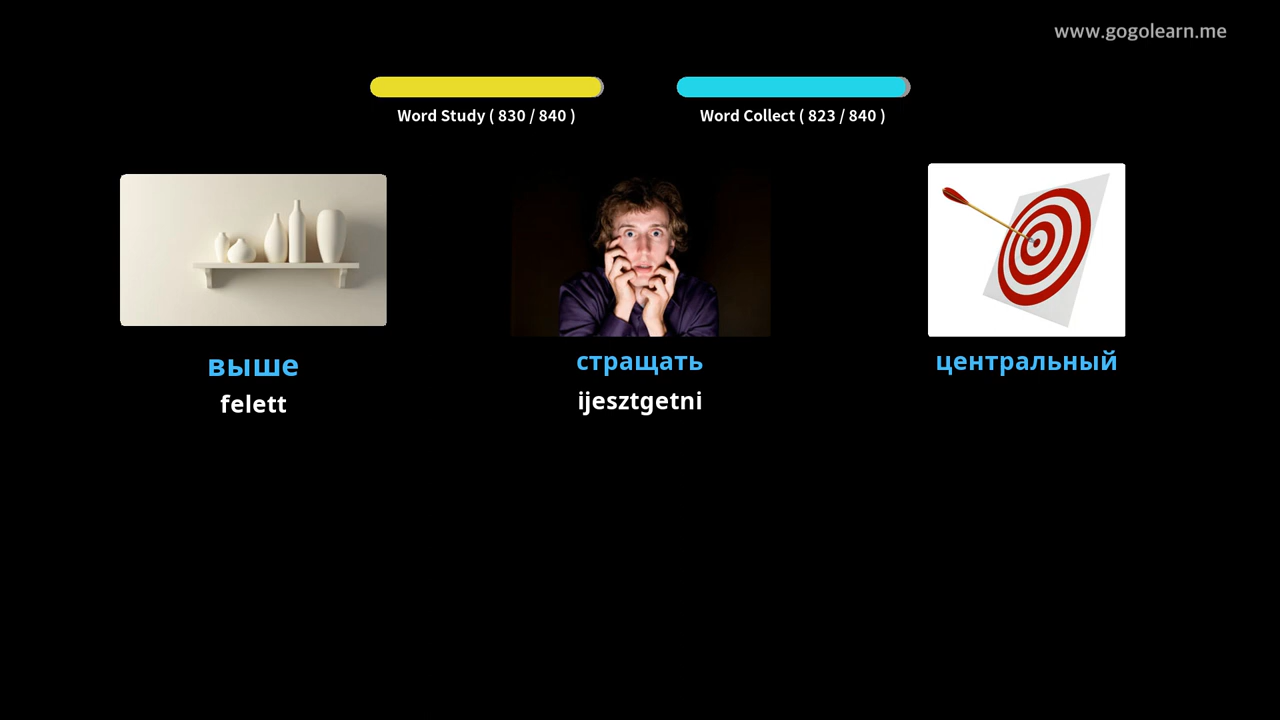 www.gogolearn.me
Word Study ( 830 / 840 )
Word Collect ( 823 / 840 )
выше
felett
стращать
ijesztgetni
центральный